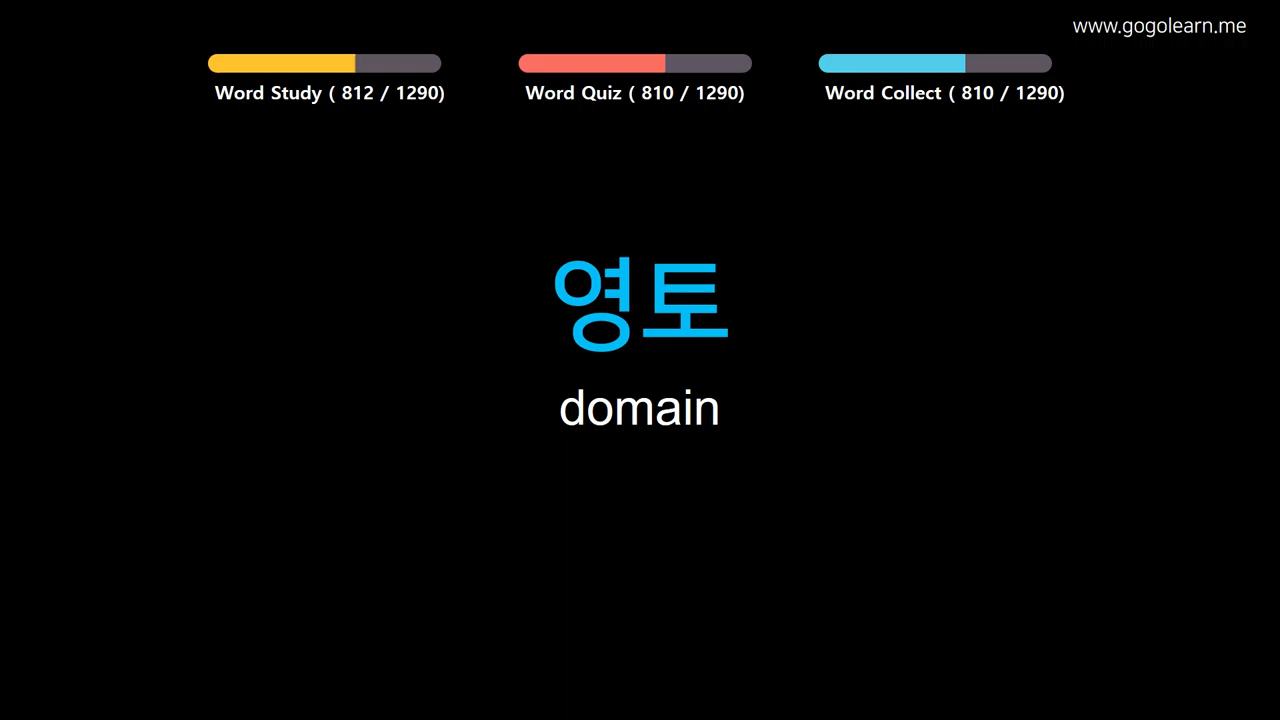 www.gogolearn.me
Word Study ( 812 / 1290)
Word Quiz ( 810 / 1290)
Word Collect ( 810 / 1290)
영토
domain